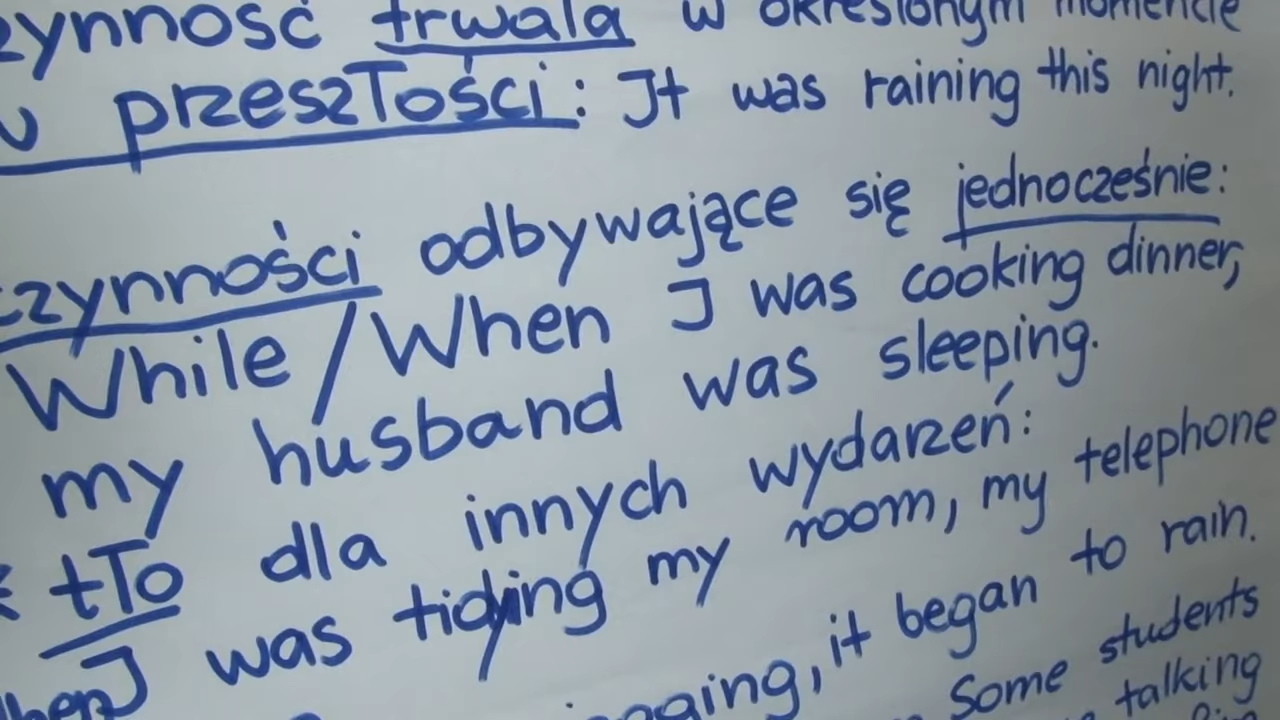 czynność trwała w określonym momencie
w przeszłości: It was raining this night.
czynności odbywające się jednocześnie:
While/When I was cooking dinner,
my husband was sleeping.
tło dla innych wydarzeń:
When I was tidying my room, my telephone
jogging, it began to rain.
Some students
talking